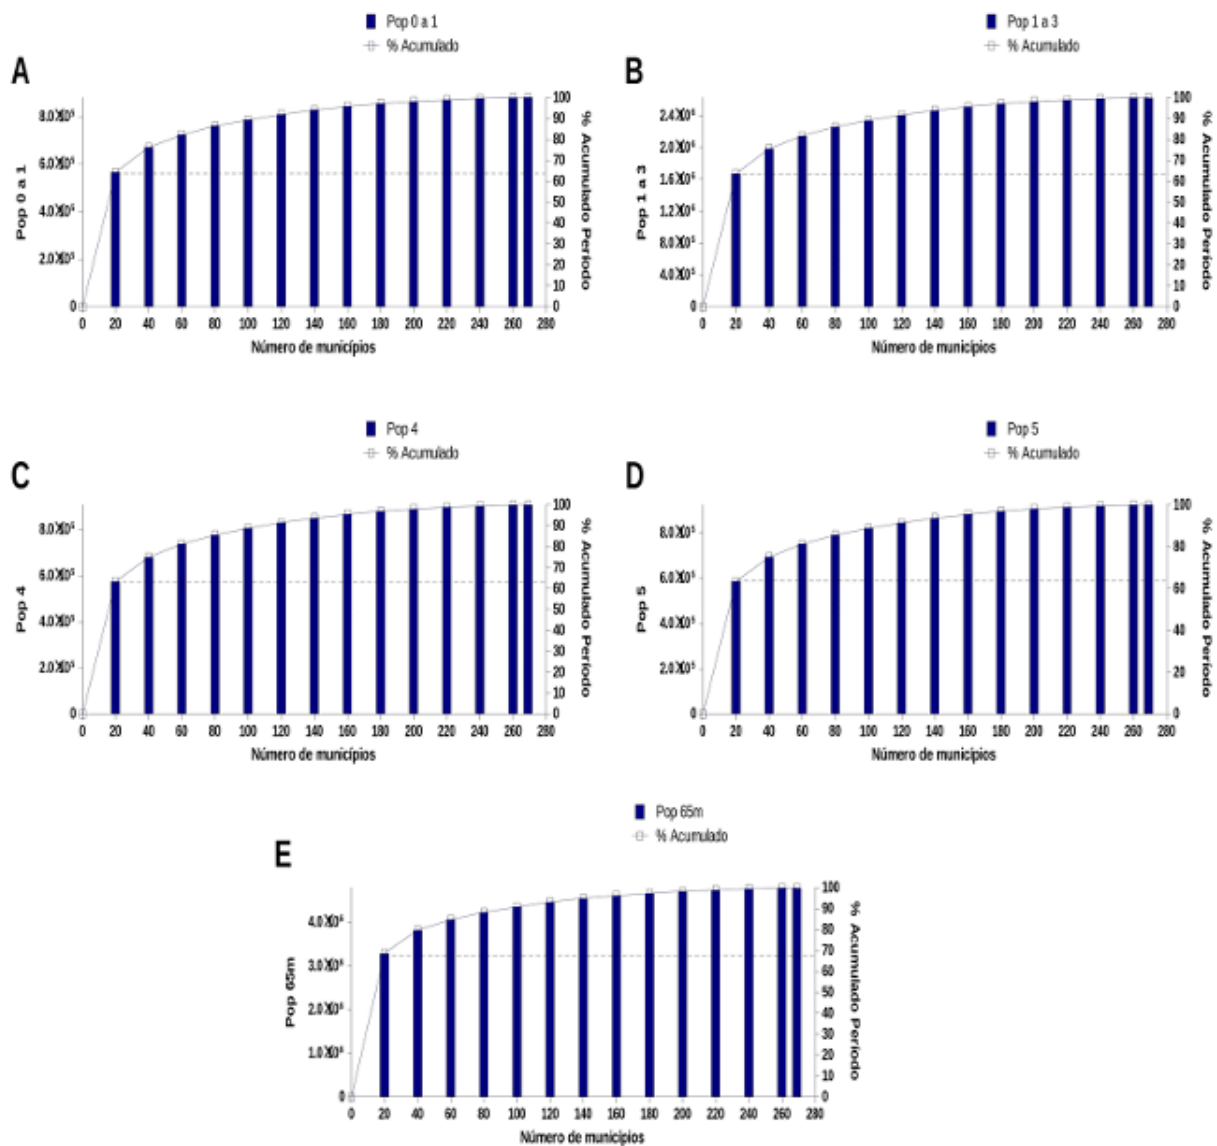 Pop 0 a 1
% Acumulado
A
Pop 0 a 1
% Acumulado Período
0 20 40 60 80 100 120 140 160 180 200 220 240 260 280
0 10 20 30 40 50 60 70 80 90 100
Número de municípios
Pop 1 a 3
% Acumulado
B
Pop 1 a 3
% Acumulado Período
0 20 40 60 80 100 120 140 160 180 200 220 240 260 280
0 10 20 30 40 50 60 70 80 90 100
Número de municípios
Pop 4
% Acumulado
C
Pop 4
% Acumulado Período
0 20 40 60 80 100 120 140 160 180 200 220 240 260 280
0 10 20 30 40 50 60 70 80 90 100
Número de municípios
Pop 5
% Acumulado
D
Pop 5
% Acumulado Período
0 20 40 60 80 100 120 140 160 180 200 220 240 260 280
0 20 40 60 80 100
Número de municípios
Pop 65m
% Acumulado
E
Pop 65m
% Acumulado Período
0 20 40 60 80 100 120 140 160 180 200 220 240 260 280
0 10 20 30 40 50 60 70 80 90 100
Número de municípios